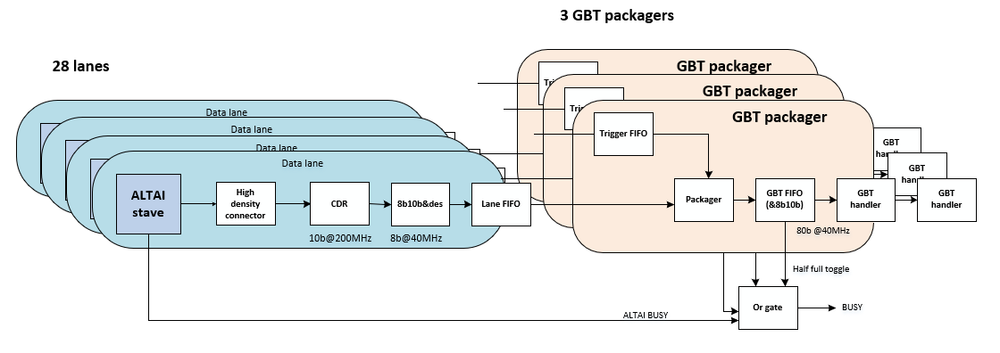 3 GBT packagers
28 lanes
GBT packager
GBT packager
GBT packager
Data lane
Data lane
Data lane
Data lane
Trigger FIFO
ALTAI
stave
High
density
connector
CDR
8b10b&des
Lane FIFO
10b@200MHz
8b@40MHz
Packager
GBT FIFO
(&8b10b)
80b @40MHz
GBT
handler
GBT
handler
GBT
GBT
Half full toggle
Or gate
BUSY
ALTAI BUSY